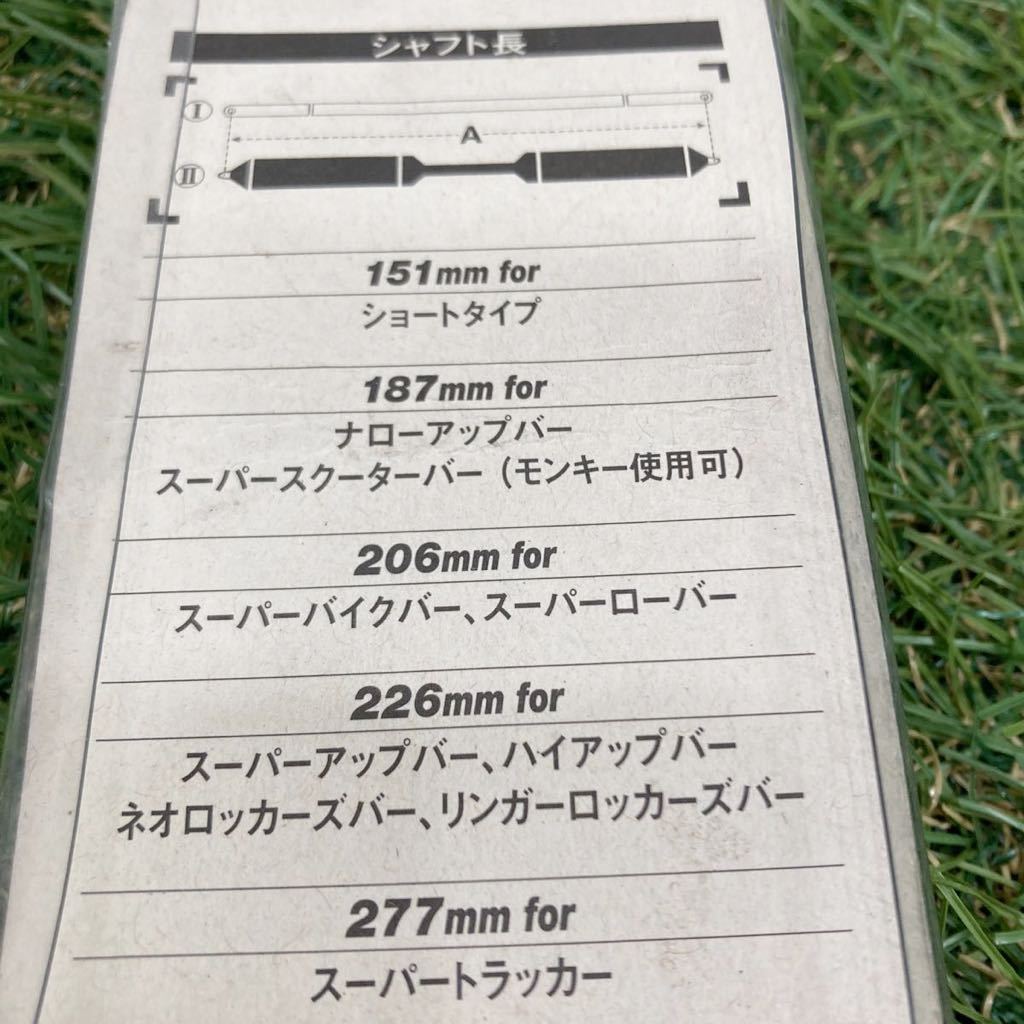 シャフト長
Ⅰ
A
Ⅱ
151mm for
ショートタイプ
187mm for
ナローアップバー
スーパースクーターバー（モンキー使用可）
206mm for
スーパーバイクバー、スーパーローバー
226mm for
スーパーアップバー、ハイアップバー
ネオロッカーズバー、リンガーロッカーズバー
277mm for
スーパートラッカー